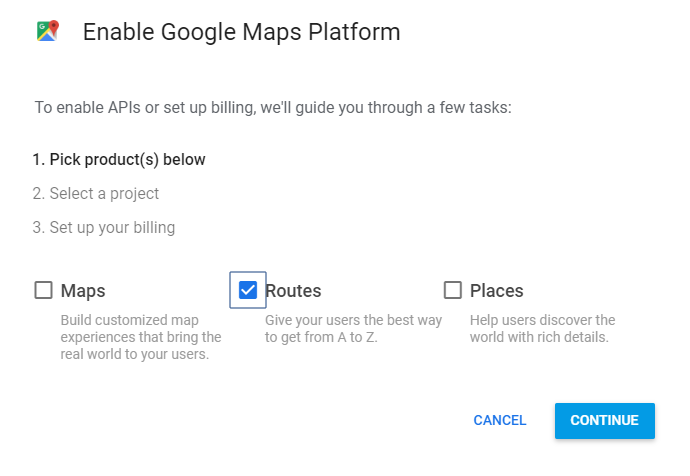 Enable Google Maps Platform
To enable APIs or set up billing, we'll guide you through a few tasks:
1. Pick product(s) below
2. Select a project
3. Set up your billing
Maps
Build customized map
experiences that bring the
real world to your users.
Routes
Give your users the best way
to get from A to Z.
Places
Help users discover the
world with rich details.
CANCEL
CONTINUE